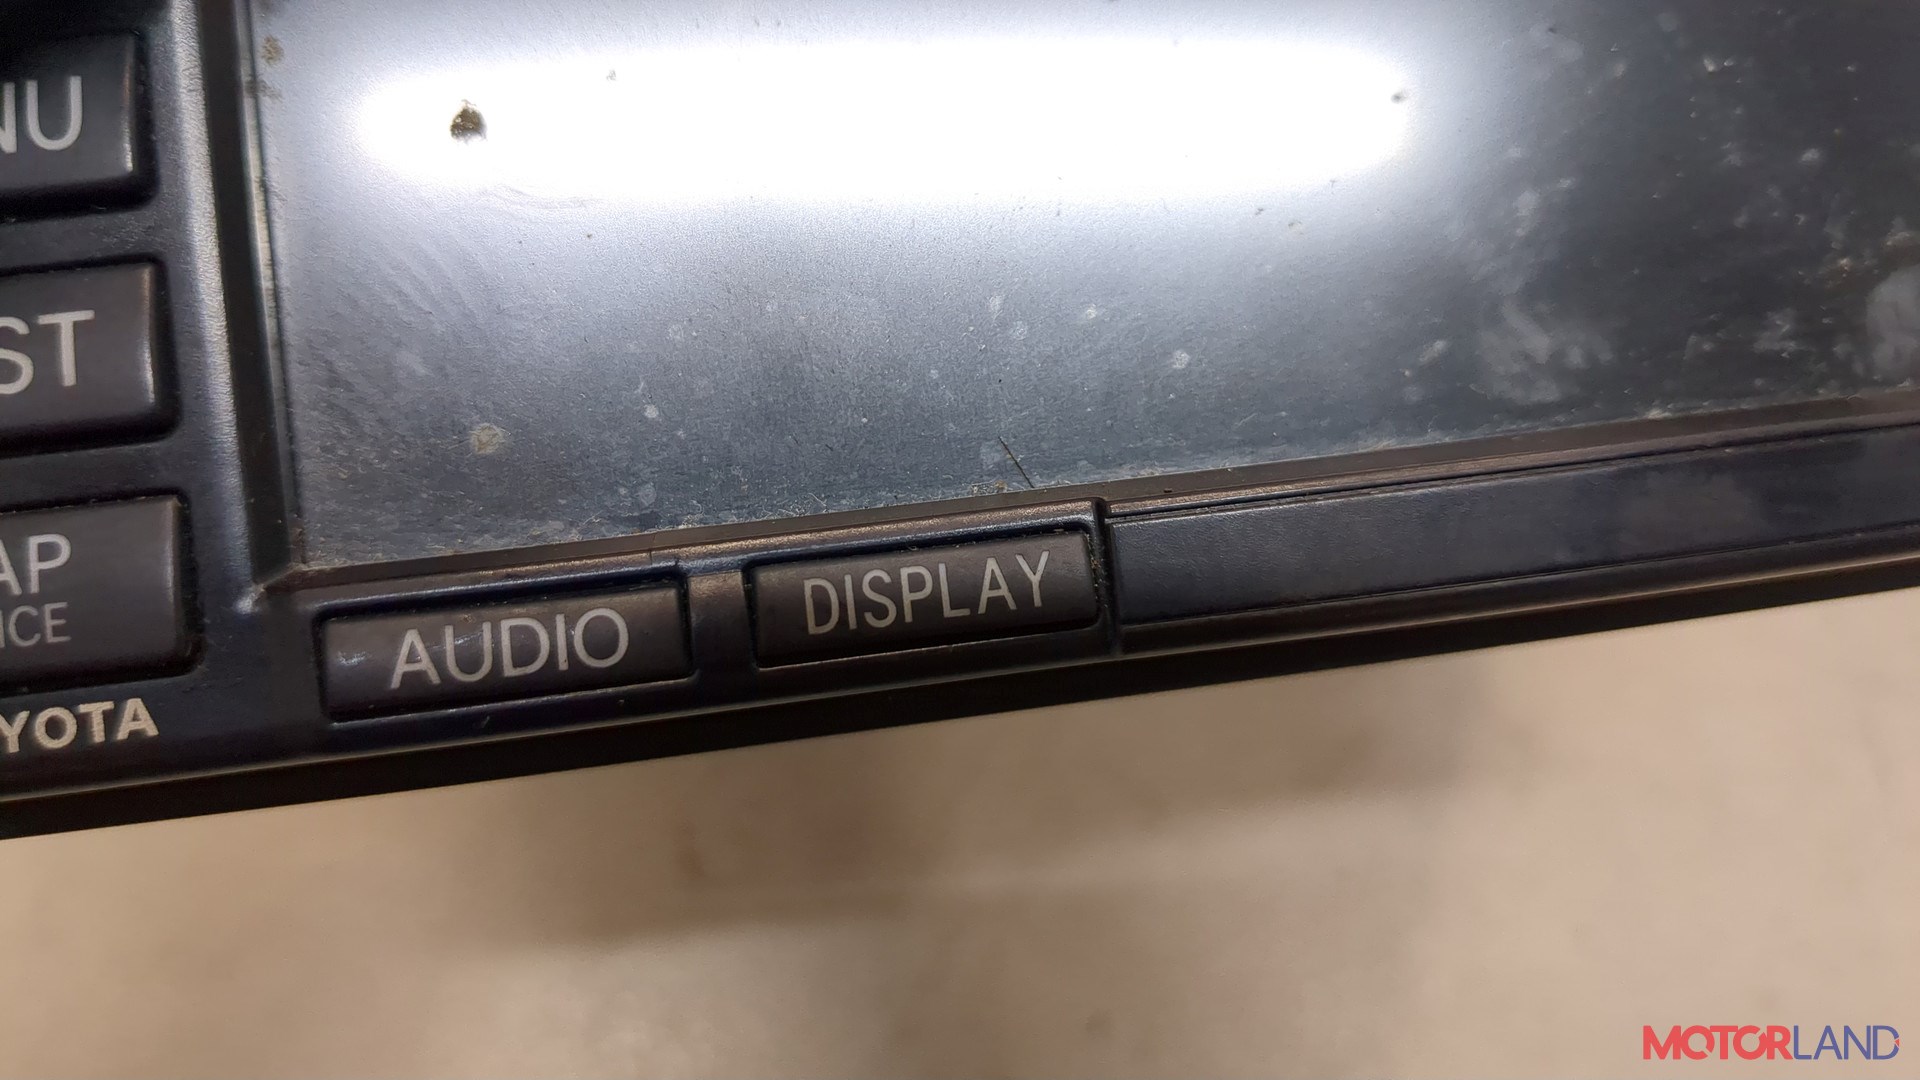 NU
ST
AP
ICE
AUDIO
DISPLAY
YOTA
MOTORLAND